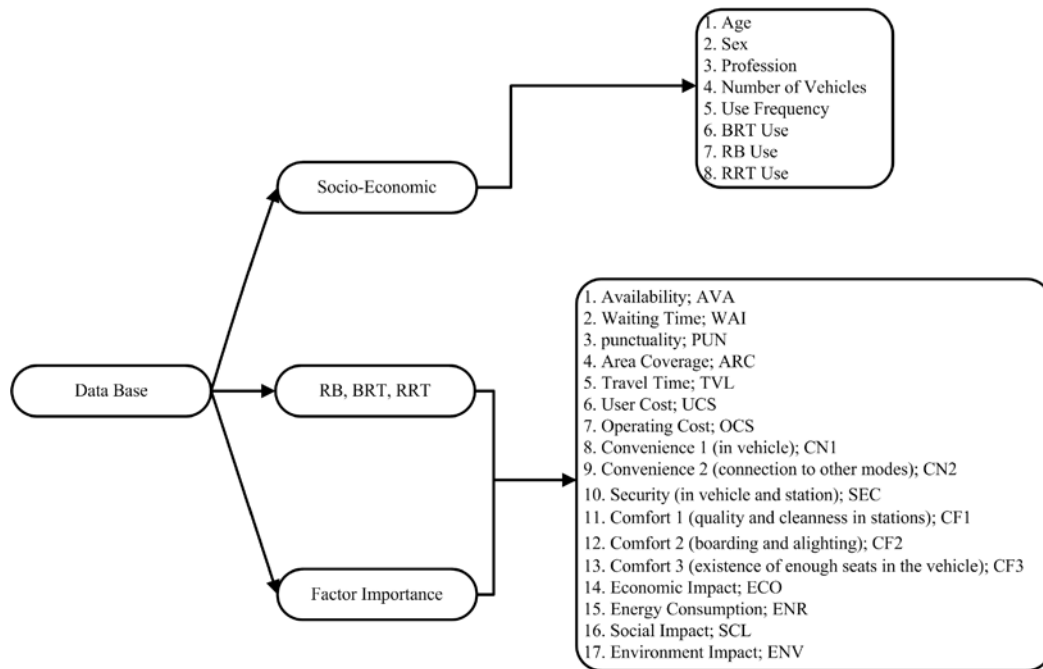 1. Age
2. Sex
3. Profession
4. Number of Vehicles
5. Use Frequency
6. BRT Use
7. RB Use
8. RRT Use
Socio-Economic
Data Base
RB, BRT, RRT
Factor Importance
1. Availability; AVA
2. Waiting Time; WAI
3. punctuality; PUN
4. Area Coverage; ARC
5. Travel Time; TVL
6. User Cost; UCS
7. Operating Cost; OCS
8. Convenience 1 (in vehicle); CN1
9. Convenience 2 (connection to other modes); CN2
10. Security (in vehicle and station); SEC
11. Comfort 1 (quality and cleanness in stations); CF1
12. Comfort 2 (boarding and alighting); CF2
13. Comfort 3 (existence of enough seats in the vehicle); CF3
14. Economic Impact; ECO
15. Energy Consumption; ENR
16. Social Impact; SCL
17. Environment Impact; ENV